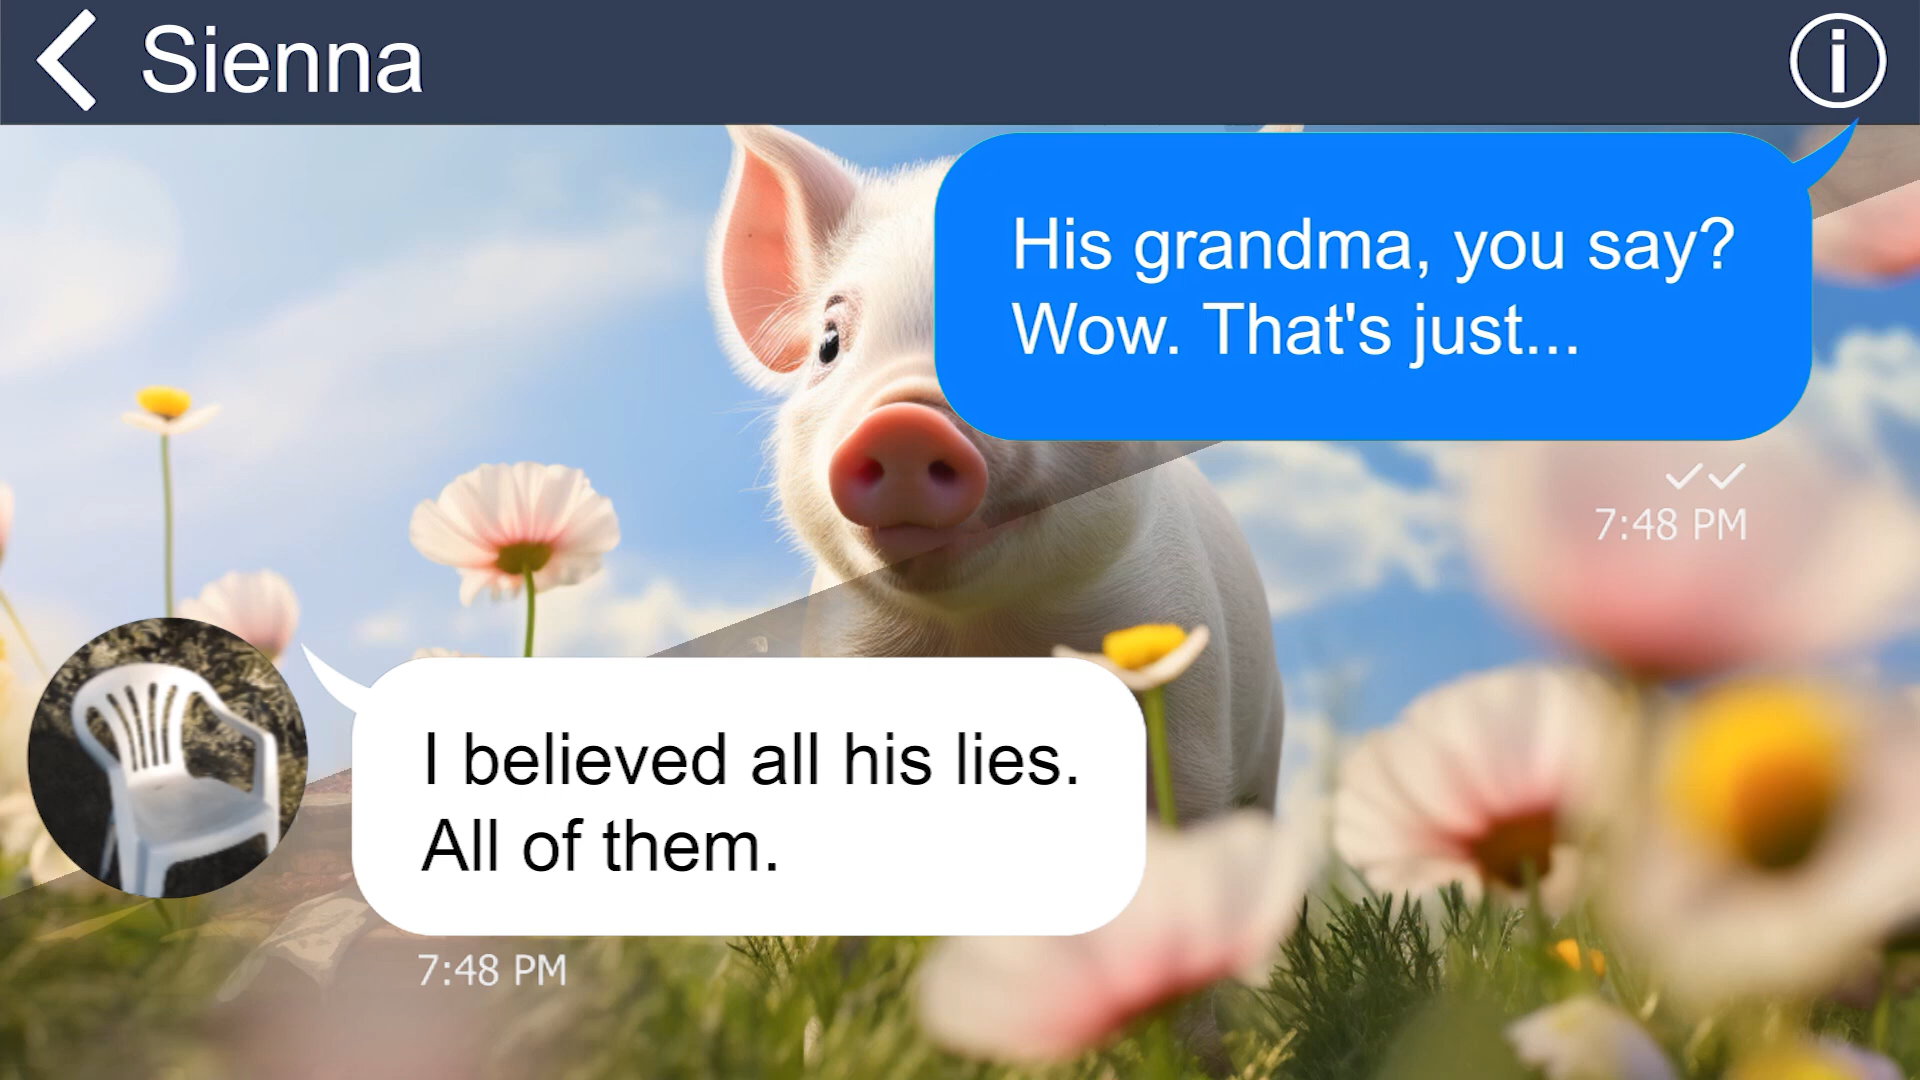 Sienna
His grandma, you say?
Wow. That's just...
7:48 PM
I believed all his lies.
All of them.
7:48 PM